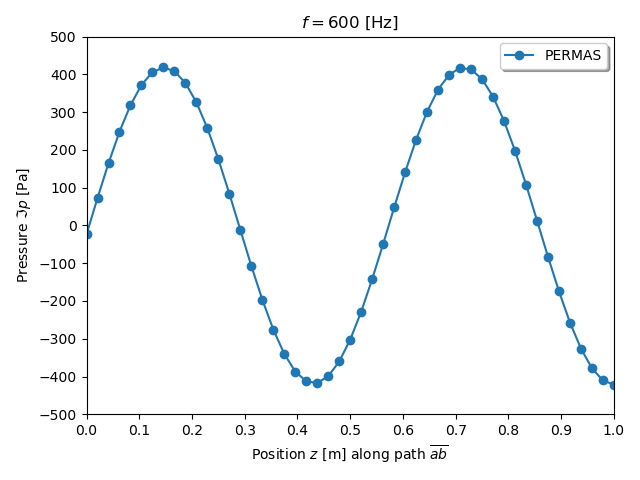 f = 600 [Hz]
PERMAS
500
400
300
200
100
0
−100
−200
−300
−400
−500
Pressure ℑp [Pa]
0.0 0.1 0.2 0.3 0.4 0.5 0.6 0.7 0.8 0.9 1.0
Position z [m] along path a̅b̅